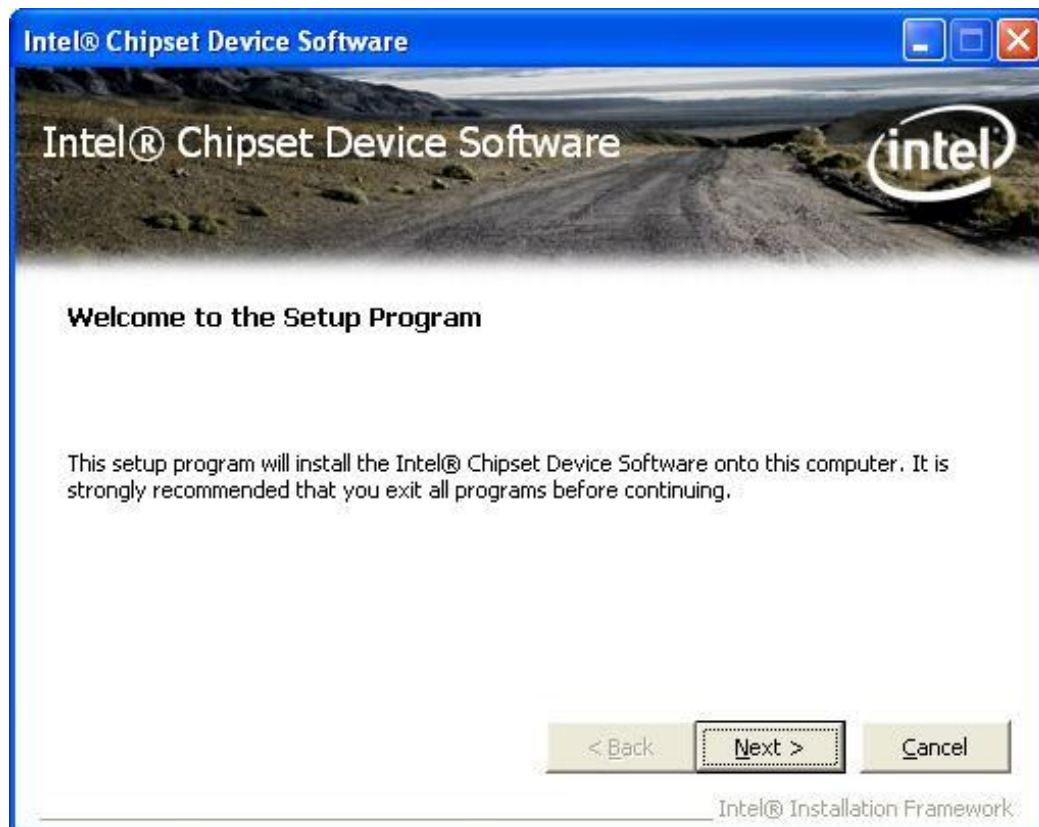 Intel® Chipset Device Software
Intel® Chipset Device Software
intel
Welcome to the Setup Program
This setup program will install the Intel® Chipset Device Software onto this computer. It is
strongly recommended that you exit all programs before continuing.
< Back
Next >
Cancel
Intel® Installation Framework